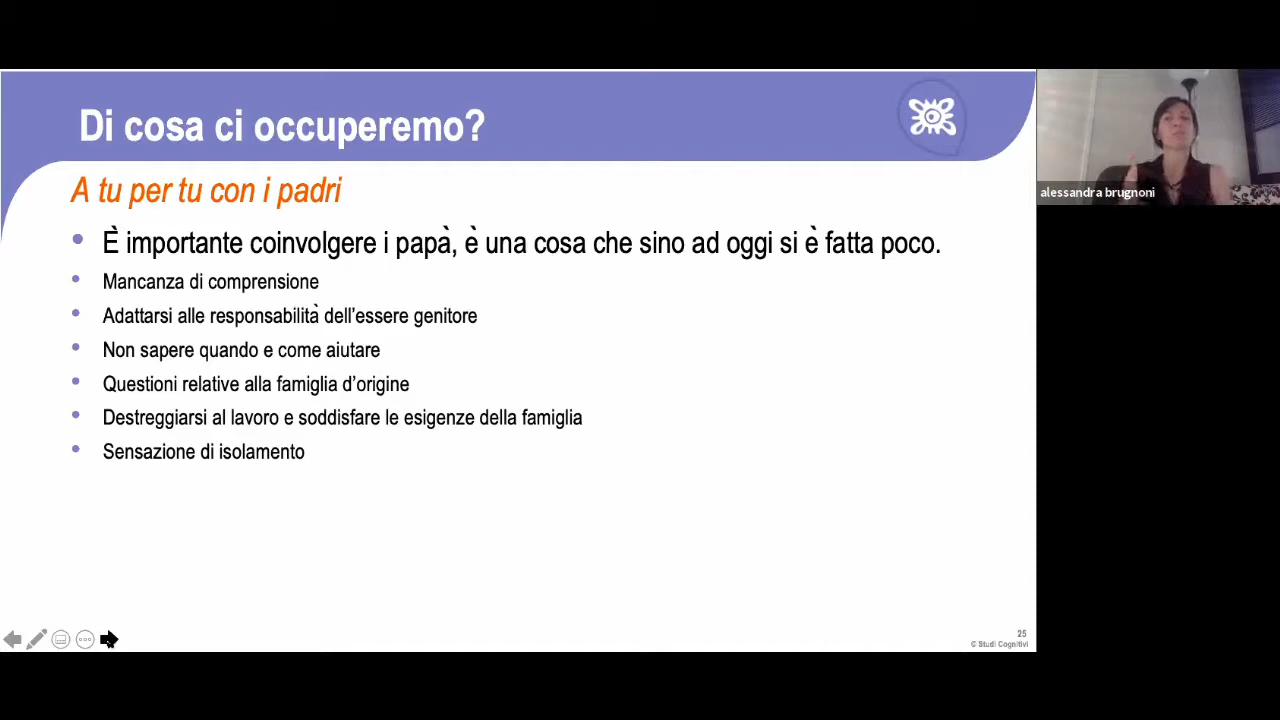 Di cosa ci occuperemo?
A tu per tu con i padri
È importante coinvolgere i papà, è una cosa che sino ad oggi si è fatta poco.
Mancanza di comprensione
Adattarsi alle responsabilità dell’essere genitore
Non sapere quando e come aiutare
Questioni relative alla famiglia d’origine
Destreggiarsi al lavoro e soddisfare le esigenze della famiglia
Sensazione di isolamento
25
© Studi Cognitivi
alessandra brugnoni